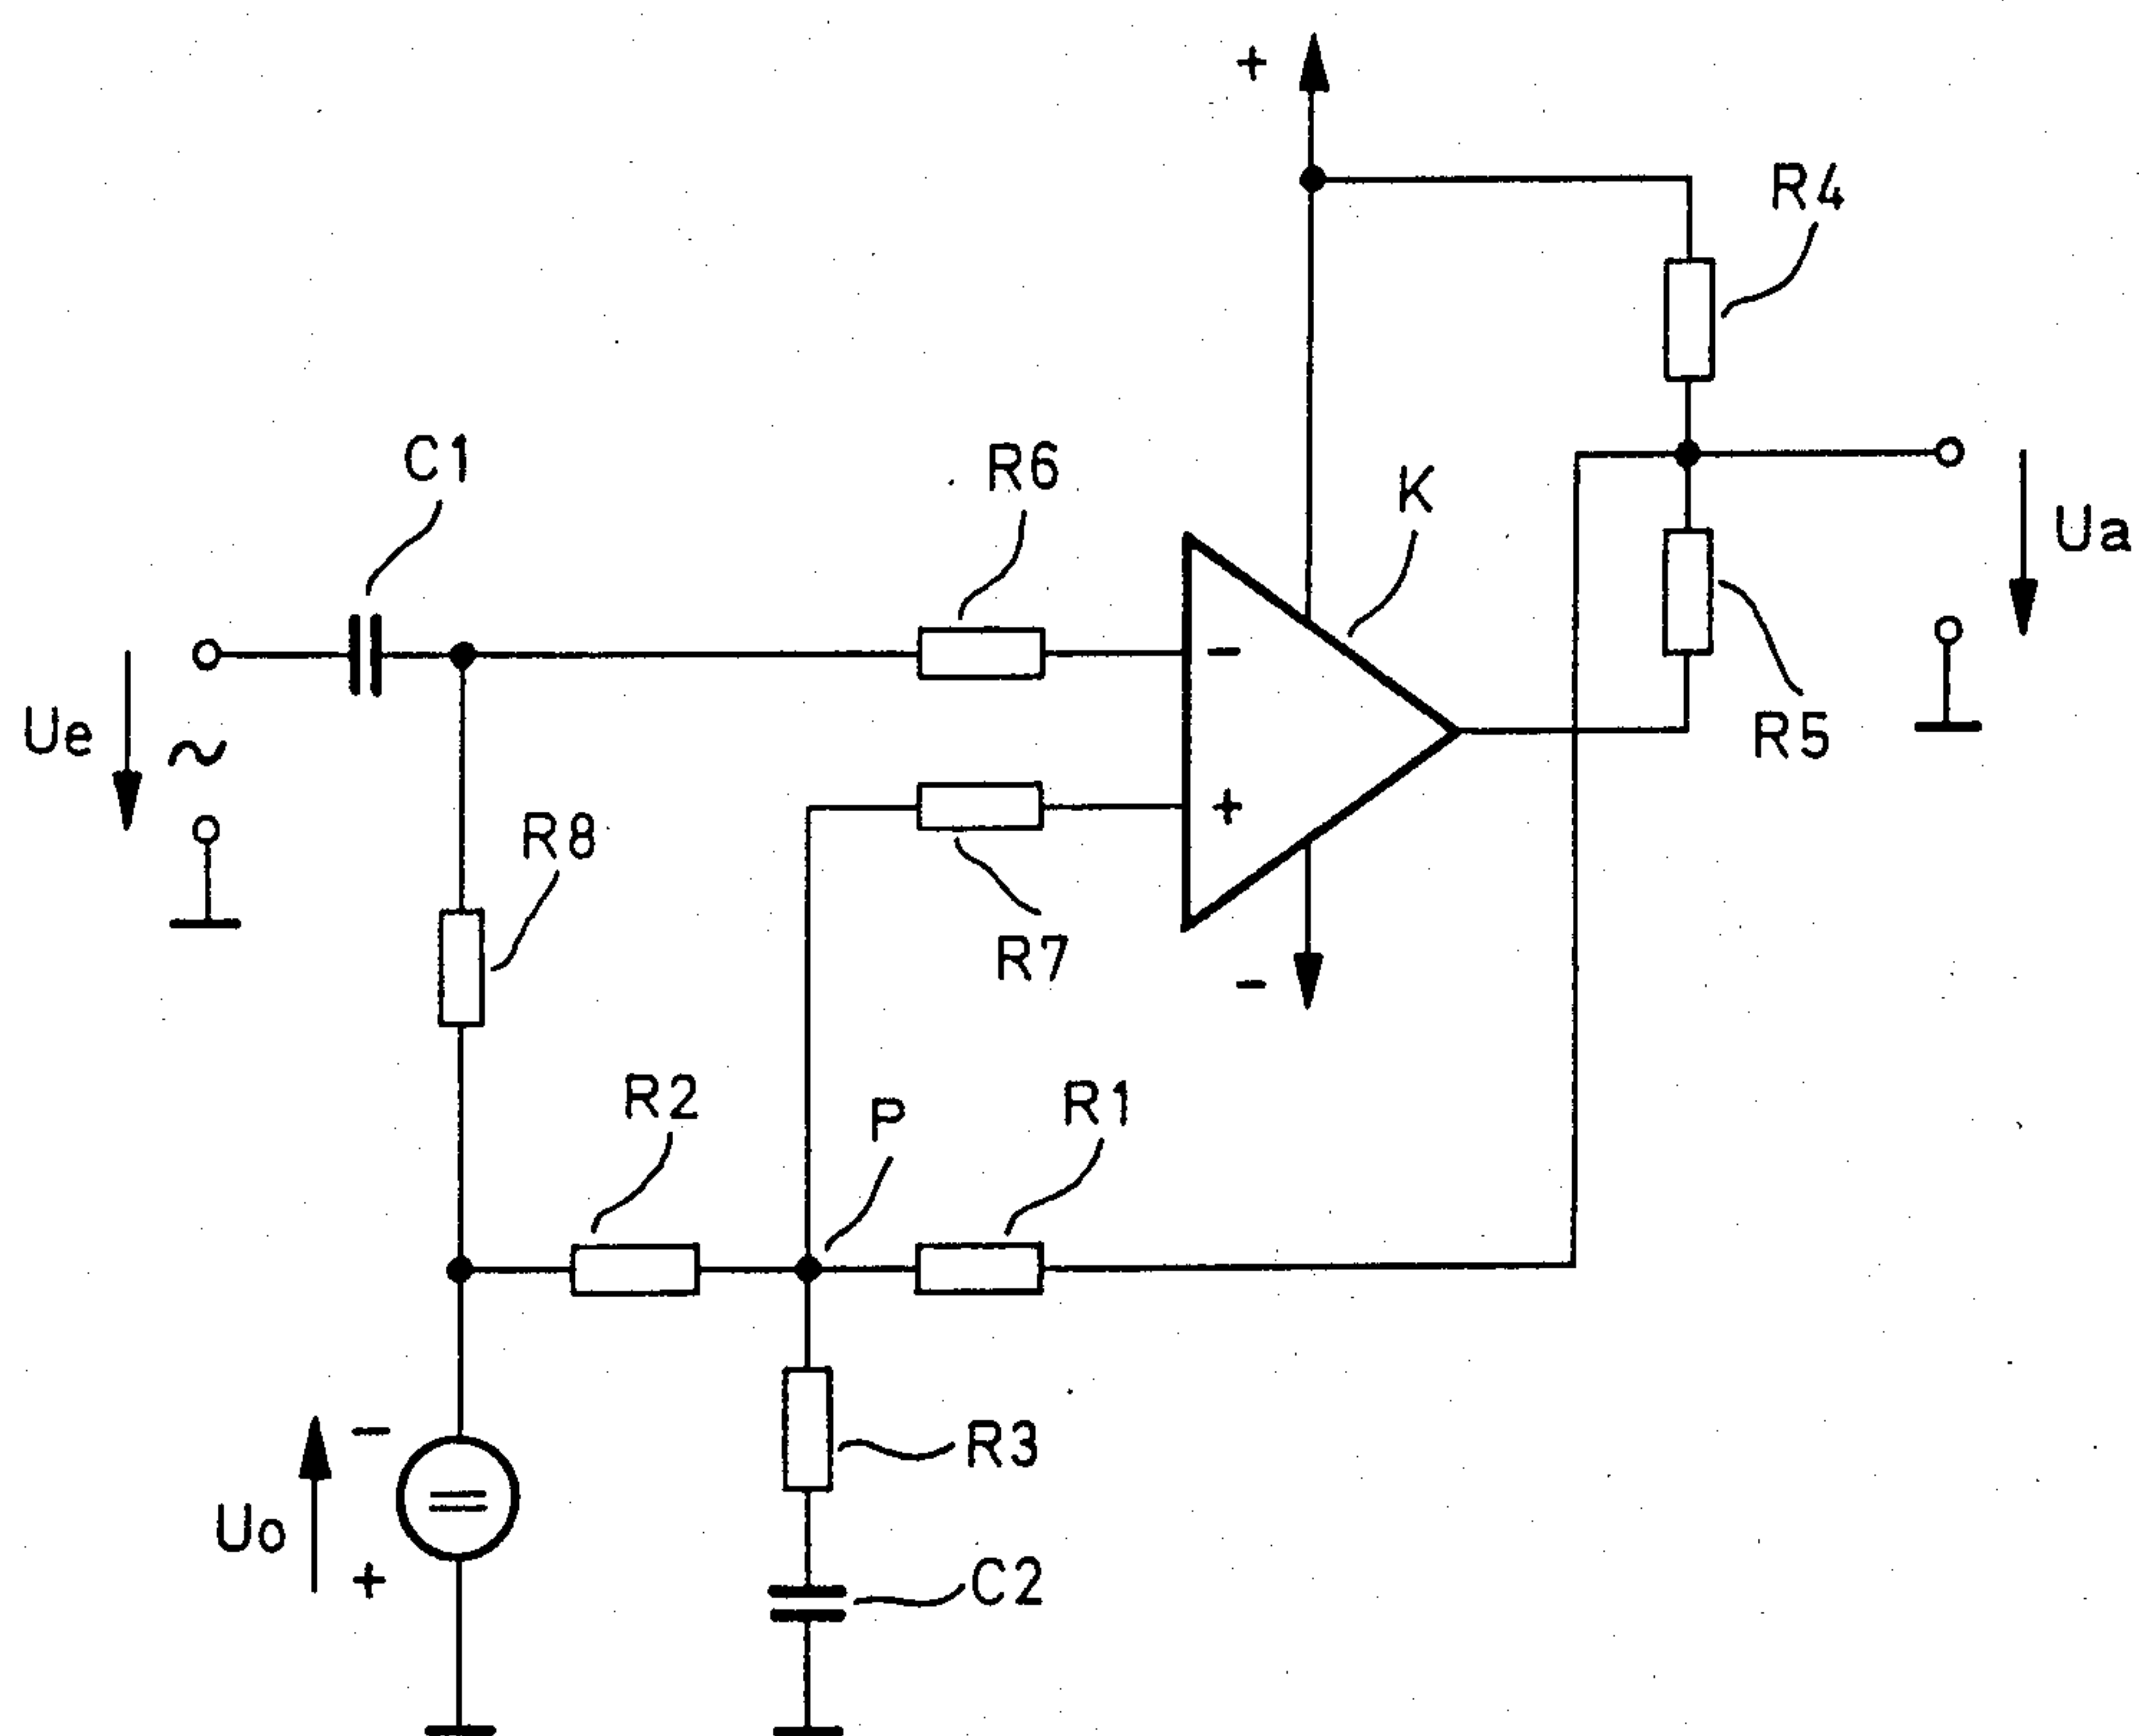 +
R4
C1
R6
K
Ua
Ue
~
-
R5
+
R8
R7
-
R2
P
R1
-
R3
Uo
=
+
C2